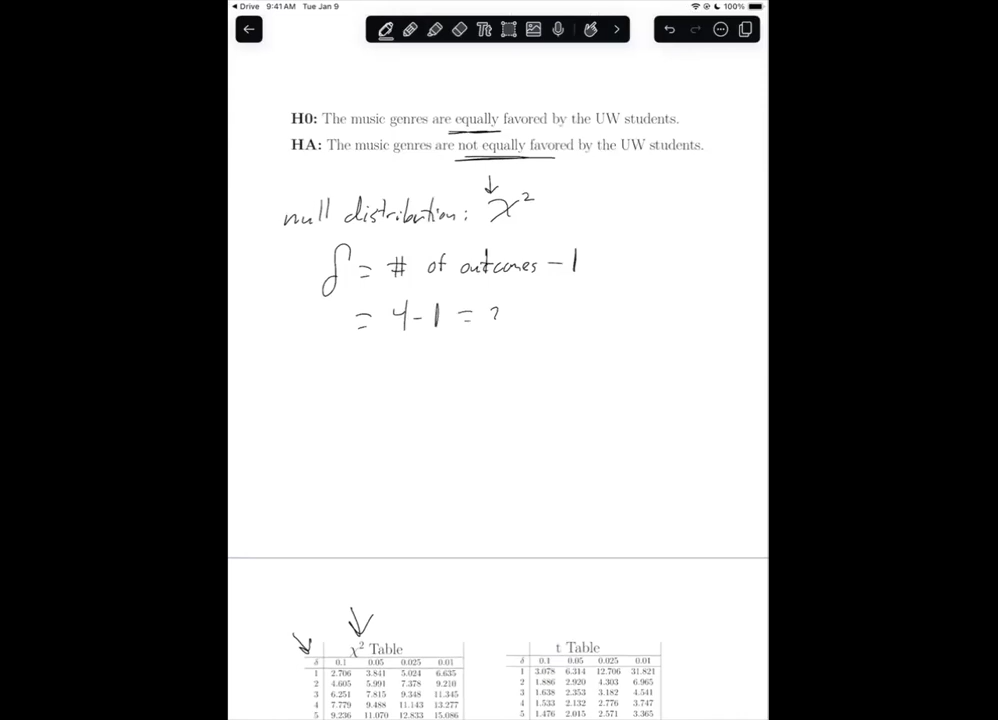 Drive 9:41 AM Tue Jan 9 100%
Tt
H0: The music genres are equally favored by the UW students.
HA: The music genres are not equally favored by the UW students.
null distribution: χ²
δ = # of outcomes - 1
= 4 - 1 =
χ² Table
δ 0.1 0.05 0.025 0.01
1 2.706 3.841 5.024 6.635
2 4.605 5.991 7.378 9.210
3 6.251 7.815 9.348 11.345
4 7.779 9.488 11.143 13.277
5 9.236 11.070 12.833 15.086
t Table
δ 0.1 0.05 0.025 0.01
1 3.078 6.314 12.706 31.821
2 1.886 2.920 4.303 6.965
3 1.638 2.353 3.182 4.541
4 1.533 2.132 2.776 3.747
5 1.476 2.015 2.571 3.365